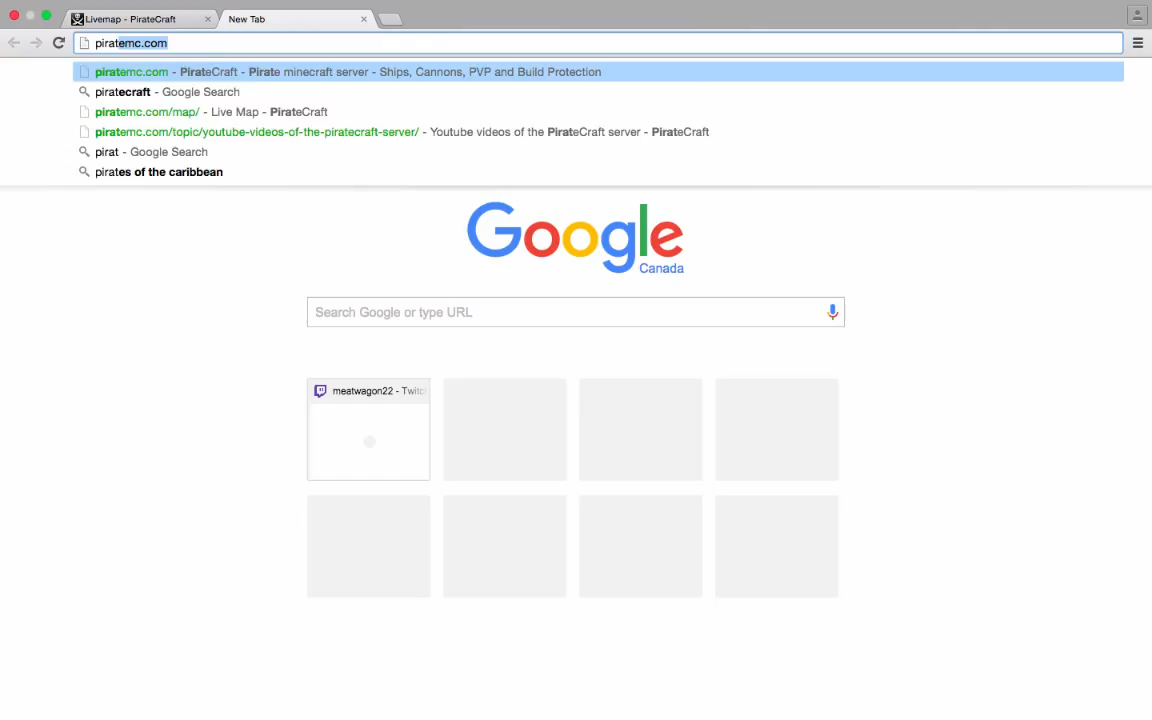 Livemap - PirateCraft
New Tab
piratemc.com
piratemc.com - PirateCraft - Pirate minecraft server - Ships, Cannons, PVP and Build Protection
piratecraft - Google Search
piratemc.com/map/ - Live Map - PirateCraft
piratemc.com/topic/youtube-videos-of-the-piratecraft-server/ - Youtube videos of the PirateCraft server - PirateCraft
pirat - Google Search
pirates of the caribbean
Google
Canada
Search Google or type URL
meatwagon22 - Twitc